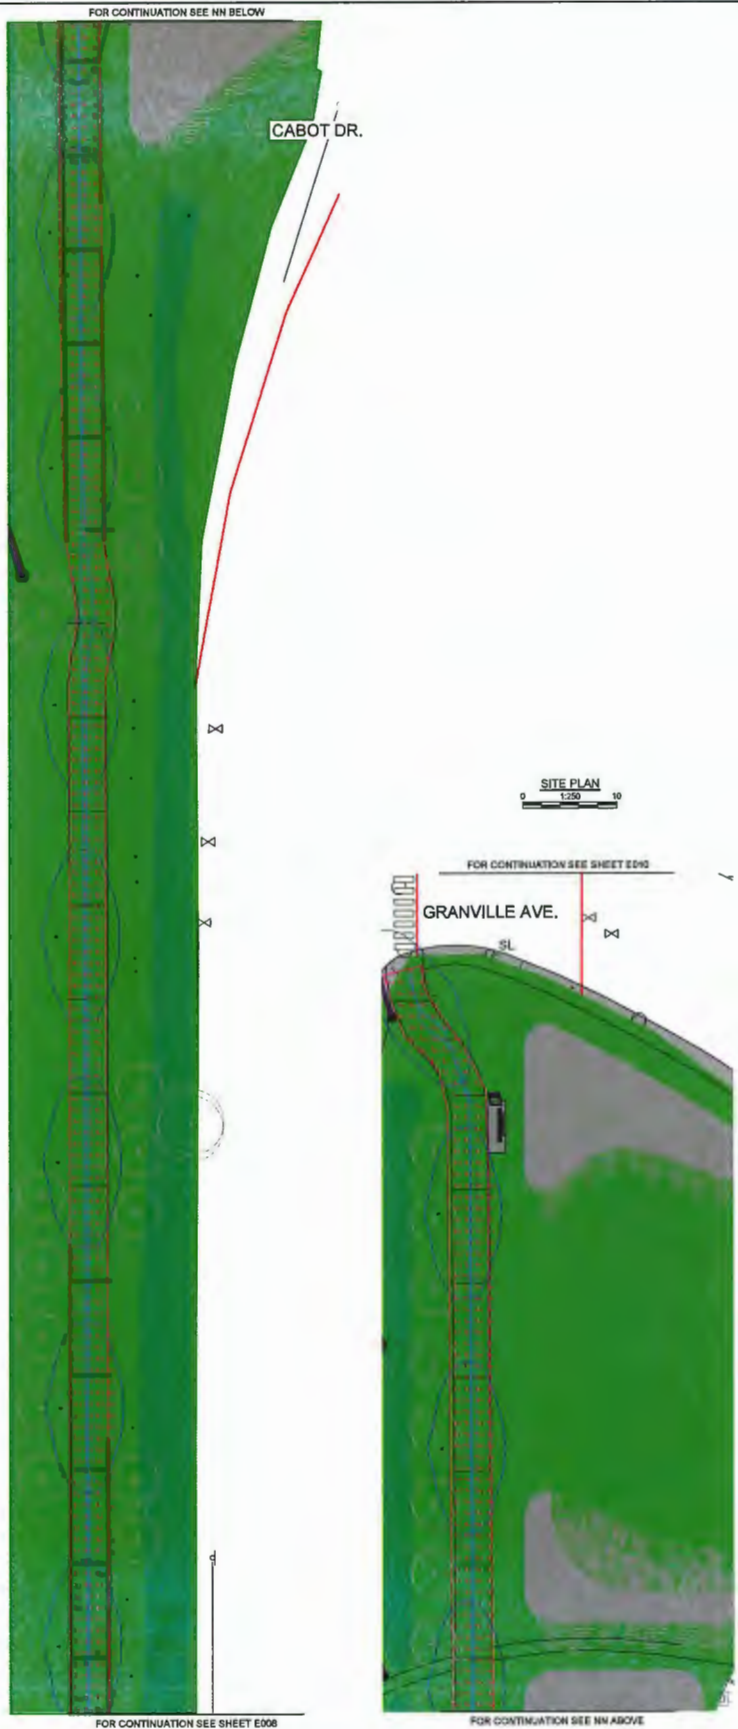 FOR CONTINUATION SEE NN BELOW
CABOT DR.
SITE PLAN
0 1:250 10
FOR CONTINUATION SEE SHEET E010
GRANVILLE AVE.
SL
FOR CONTINUATION SEE SHEET E008
FOR CONTINUATION SEE NN ABOVE